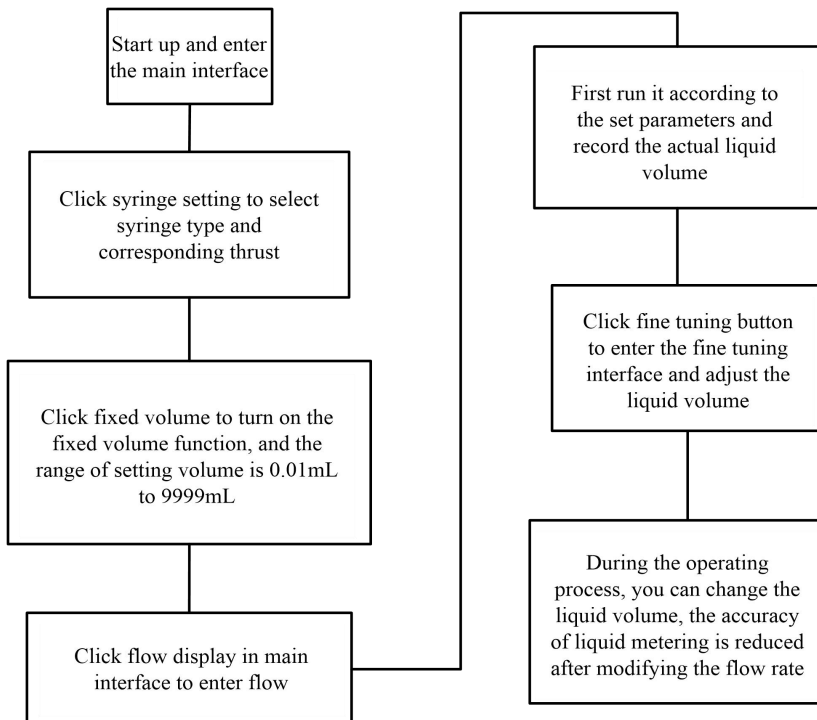 Start up and enter
the main interface
Click syringe setting to select
syringe type and
corresponding thrust
Click fixed volume to turn on the
fixed volume function, and the
range of setting volume is 0.01mL
to 9999mL
Click flow display in main
interface to enter flow
First run it according to
the set parameters and
record the actual liquid
volume
Click fine tuning button
to enter the fine tuning
interface and adjust the
liquid volume
During the operating
process, you can change the
liquid volume, the accuracy
of liquid metering is reduced
after modifying the flow rate